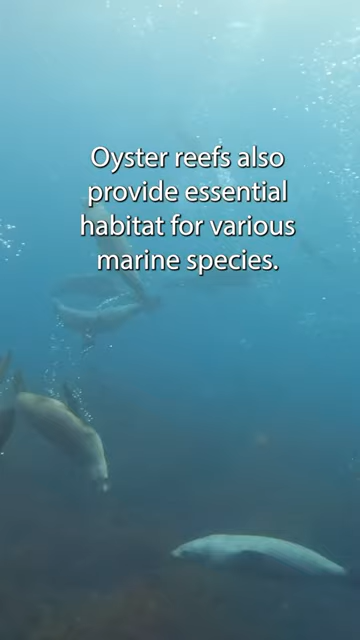 Oyster reefs also
provide essential
habitat for various
marine species.